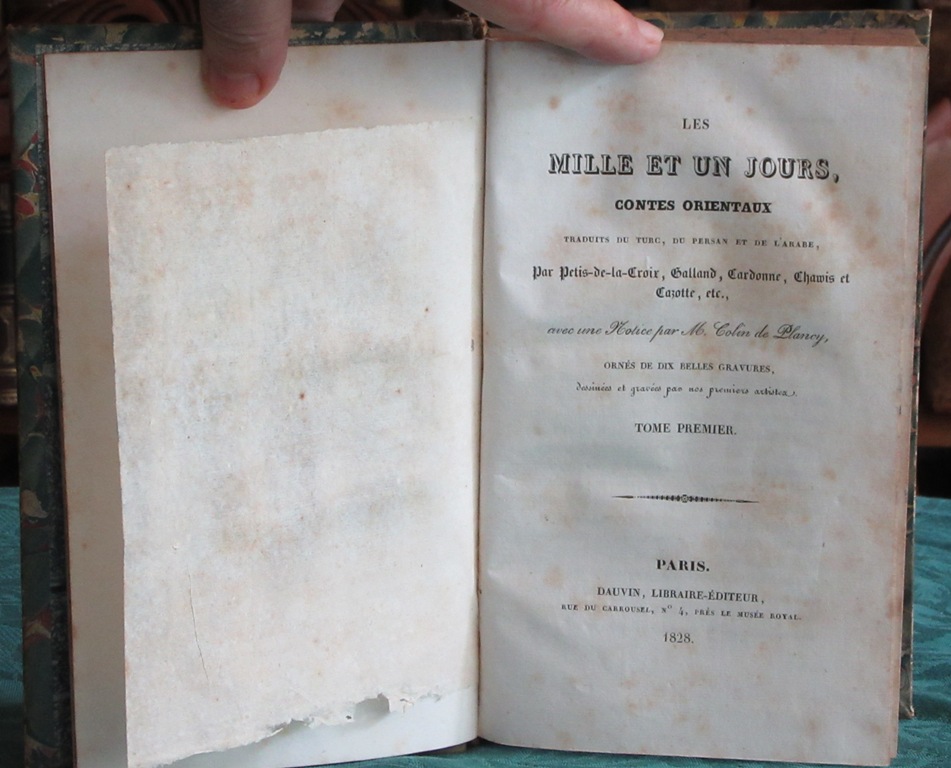 LES
MILLE ET UN JOURS,
CONTES ORIENTAUX
TRADUITS DU TURC, DU PERSAN ET DE L'ARABE,
Par Petis-de-la-Croix, Galland, Cardonne, Chawis et
Cazotte, etc.,
avec une Notice par M. Colin de Plancy,
ORNÉS DE DIX BELLES GRAVURES,
dessinées et gravées par nos premiers artistes.
TOME PREMIER.
PARIS.
DAUVIN, LIBRAIRE-ÉDITEUR,
RUE DU CARROUSEL, No 4, PRÈS LE MUSÉE ROYAL.
1828.